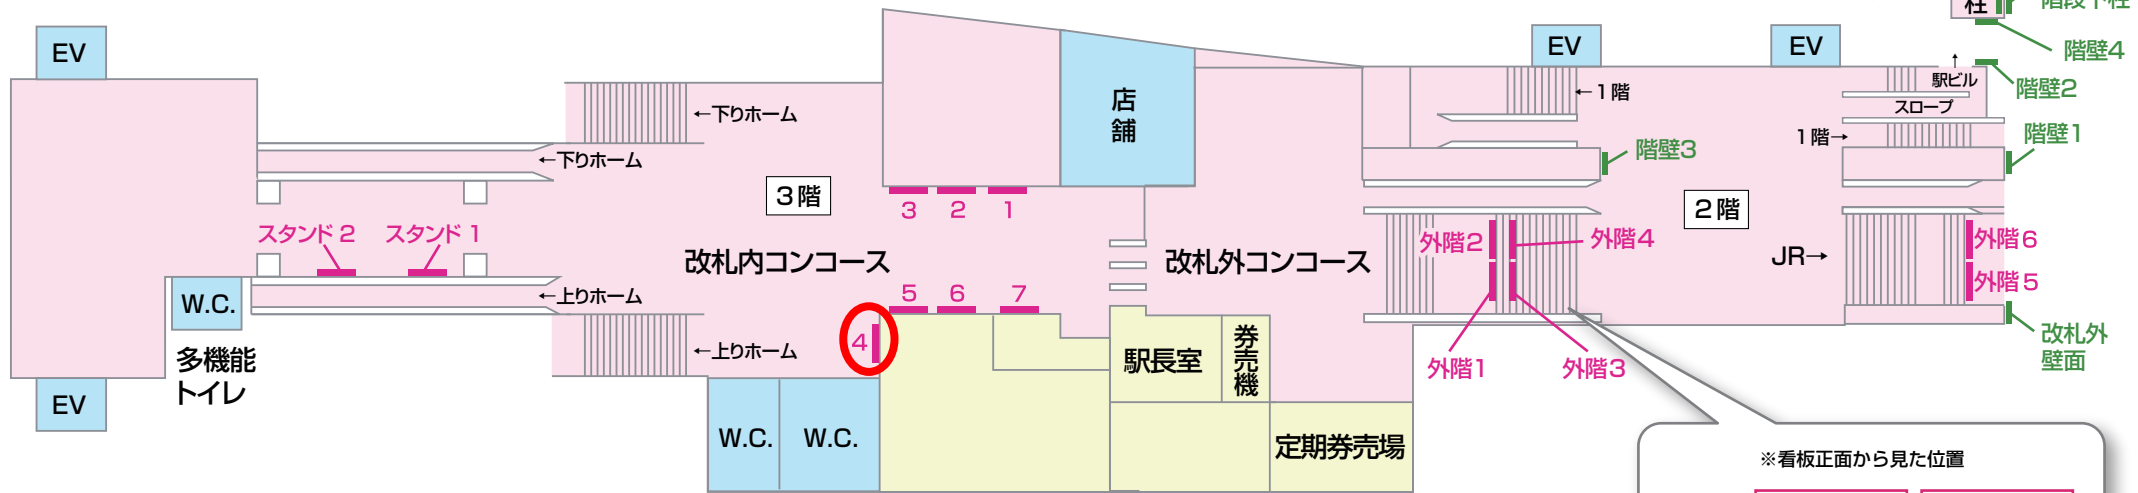 EV
EV
EV
柱
階段下柱
階壁4
↑
駅ビル
階壁2
スロープ
階壁1
1階→
←1階
階壁3
店
舗
←下りホーム
←下りホーム
3階
3 2 1
2階
スタンド2 スタンド1
改札内コンコース
改札外コンコース
外階2
外階4
JR→
外階6
外階5
W.C.
←上りホーム
5 6 7
4
←上りホーム
多機能
トイレ
駅長室
券売機
外階1
外階3
改札外
壁面
EV
W.C.
W.C.
定期券売場
※看板正面から見た位置